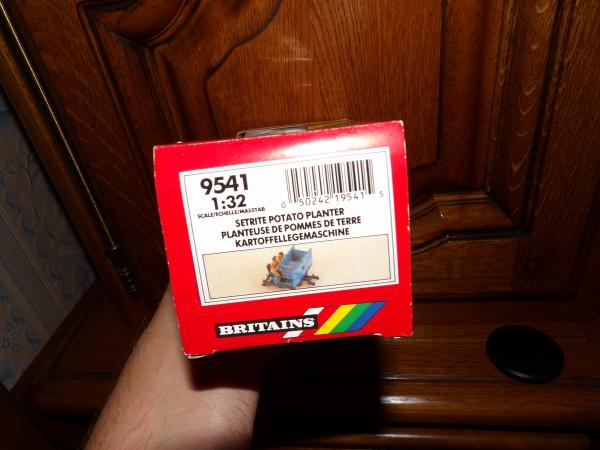 9541
1:32
SCALE/ECHELLE/MASSTAB
0 50242 19541 5
SETRITE POTATO PLANTER
PLANTEUSE DE POMMES DE TERRE
KARTOFFELLEGEMASCHINE
BRITAINS